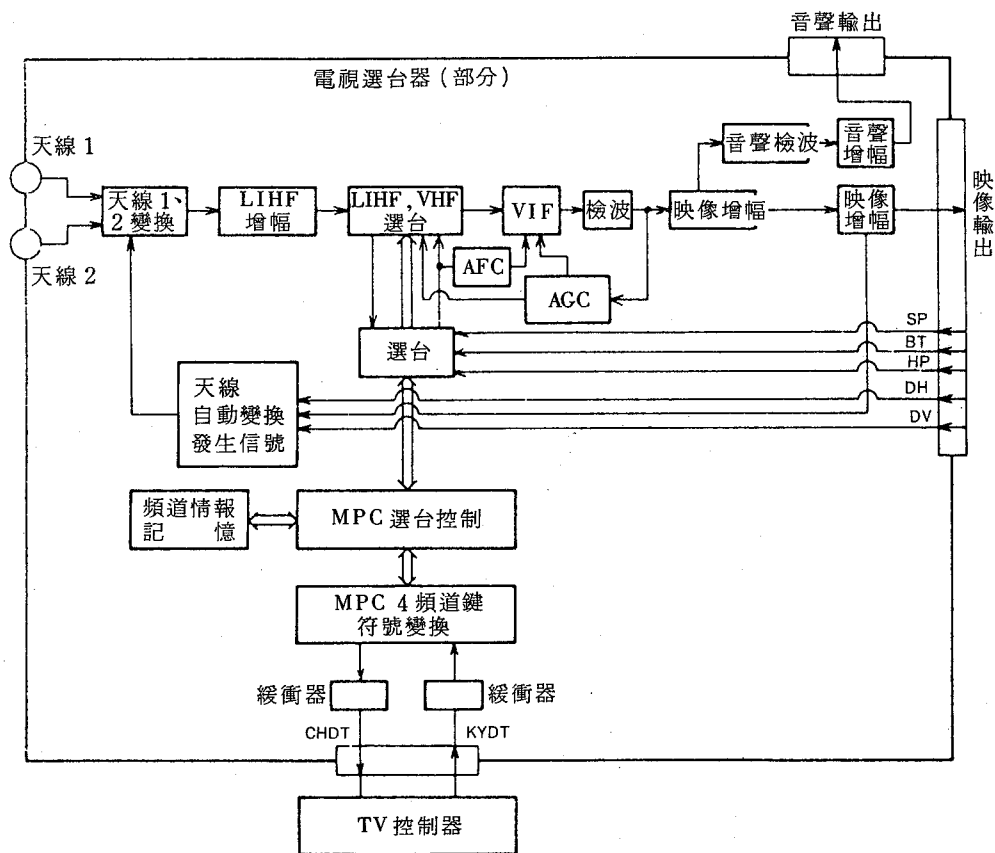 音聲輸出
電視選台器(部分)
天線1
天線2
天線1、
2變換
LIHF
增幅
LIHF,VHF
選台
VIF
檢波
映像增幅
音聲檢波
音聲
增幅
映像
增幅
映像輸出
AFC
AGC
選台
SP
BT
HP
DH
DV
天線
自動變換
發生信號
頻道情報
記 憶
MPC 選台控制
MPC 4 頻道鍵
符號變換
緩衝器
緩衝器
CHDT
KYDT
TV 控制器